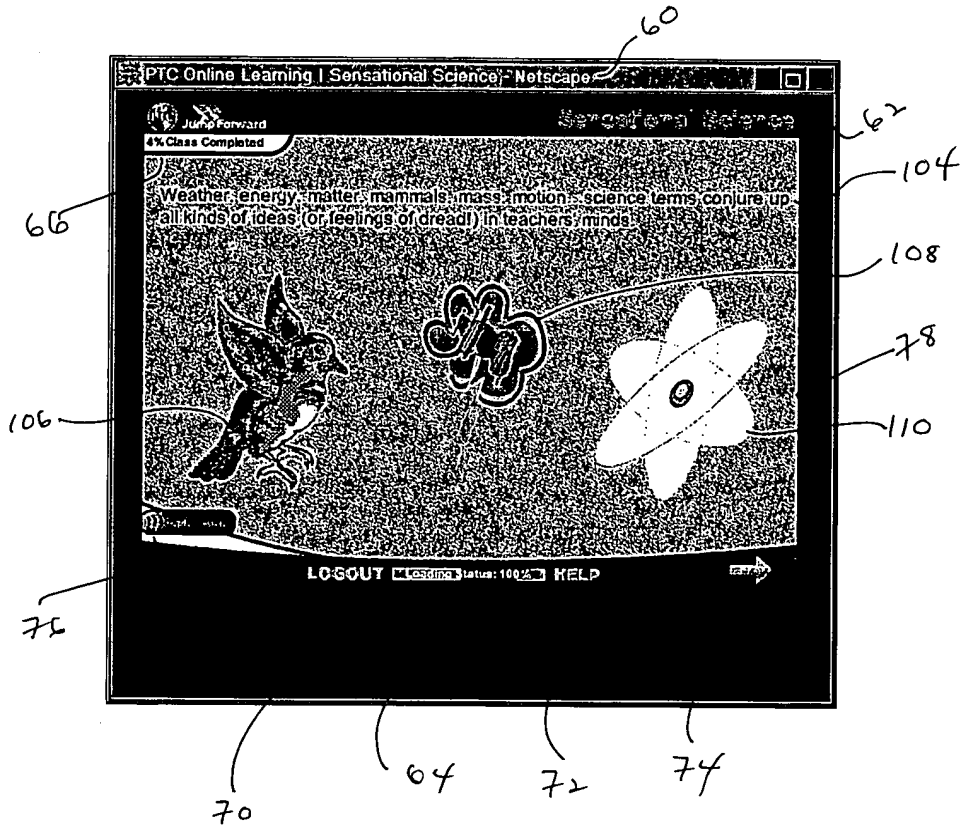 60
PTC Online Learning | Sensational Science - Netscape
62
JumpForward
Sensational Science
4% Class Completed
104
66
Weather, energy, matter, mammals, mass, motion science terms conjure up
all kinds of ideas (or feelings of dread!) in teachers' minds
108
78
106
110
LOGOUT Loading Status: 100% HELP
76
70
64
72
74